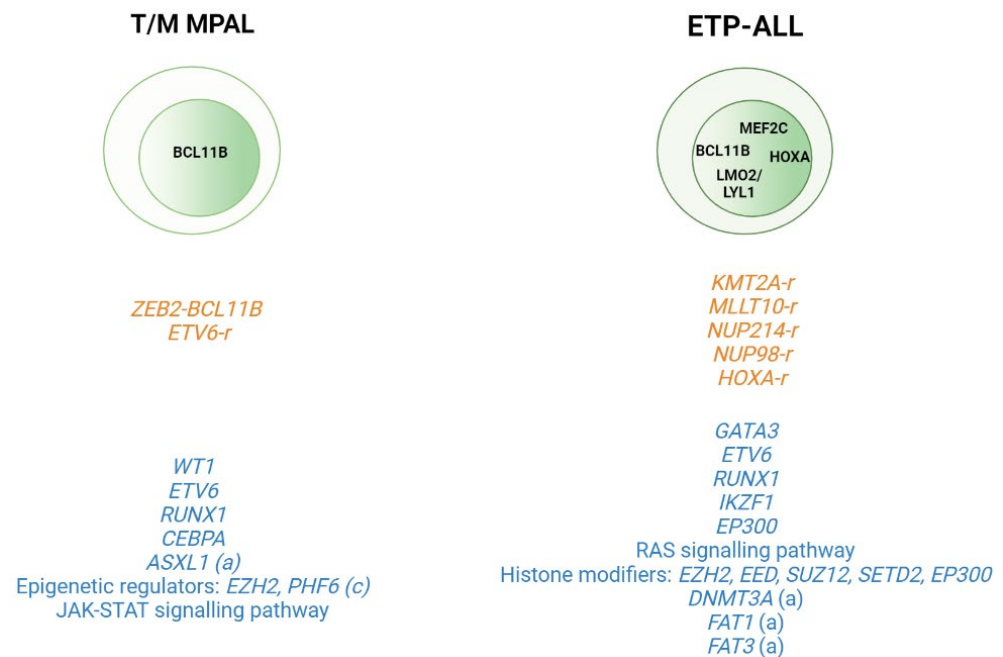 T/M MPAL
BCL11B
ZEB2-BCL11B
ETV6-r
WT1
ETV6
RUNX1
CEBPA
ASXL1 (a)
Epigenetic regulators: EZH2, PHF6 (c)
JAK-STAT signalling pathway
ETP-ALL
MEF2C
BCL11B
HOXA
LMO2/
LYL1
KMT2A-r
MLLT10-r
NUP214-r
NUP98-r
HOXA-r
GATA3
ETV6
RUNX1
IKZF1
EP300
RAS signalling pathway
Histone modifiers: EZH2, EED, SUZ12, SETD2, EP300
DNMT3A (a)
FAT1 (a)
FAT3 (a)